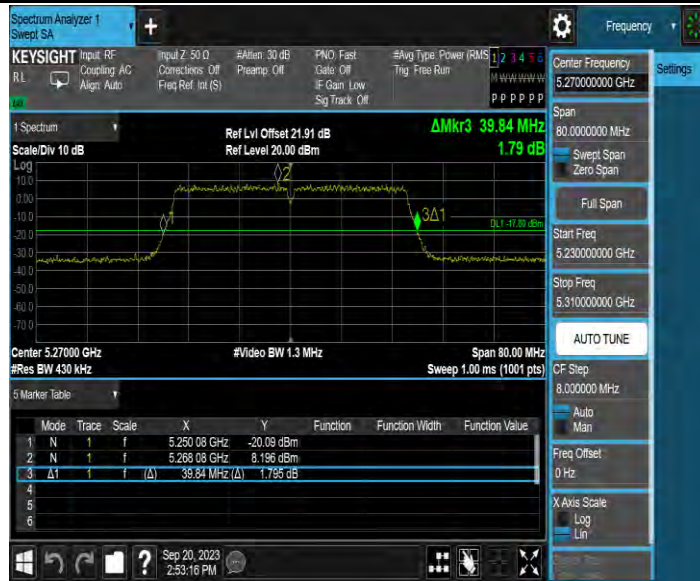 Spectrum Analyzer 1
Swept SA
+
Frequency
KEYSIGHT
RL
Input: RF
Coupling: AC
Align: Auto
Input Z: 50 Ω
Corrections: Off
Freq Ref: Int (S)
#Atten: 30 dB
Preamp: Off
PNO: Fast
Gate: Off
IF Gain: Low
Sig Track: Off
#Avg Type: Power (RMS
Trig: Free Run
1 2 3 4 5 6
M W W W W W
P P P P P P
Center Frequency
5.270000000 GHz
Settings
Span
80.0000000 MHz
Swept Span
Zero Span
Full Span
Start Freq
5.230000000 GHz
Stop Freq
5.310000000 GHz
AUTO TUNE
CF Step
8.000000 MHz
Auto
Man
Freq Offset
0 Hz
X Axis Scale
Log
Lin
1 Spectrum
Scale/Div 10 dB
Ref Lvl Offset 21.91 dB
Ref Level 20.00 dBm
ΔMkr3 39.84 MHz
1.79 dB
Log
10.0
0.00
-10.0
-20.0
-30.0
-40.0
-50.0
-60.0
-70.0
2
3Δ1
DL1 -17.80 dBm
Center 5.27000 GHz
#Video BW 1.3 MHz
Span 80.00 MHz
#Res BW 430 kHz
Sweep 1.00 ms (1001 pts)
5 Marker Table
Mode Trace Scale X Y Function Function Width Function Value
1 N 1 f 5.250 08 GHz -20.09 dBm
2 N 1 f 5.268 08 GHz 8.196 dBm
3 Δ1 1 f (Δ) 39.84 MHz (Δ) 1.795 dB
4
5
6
?
Sep 20, 2023
2:53:16 PM